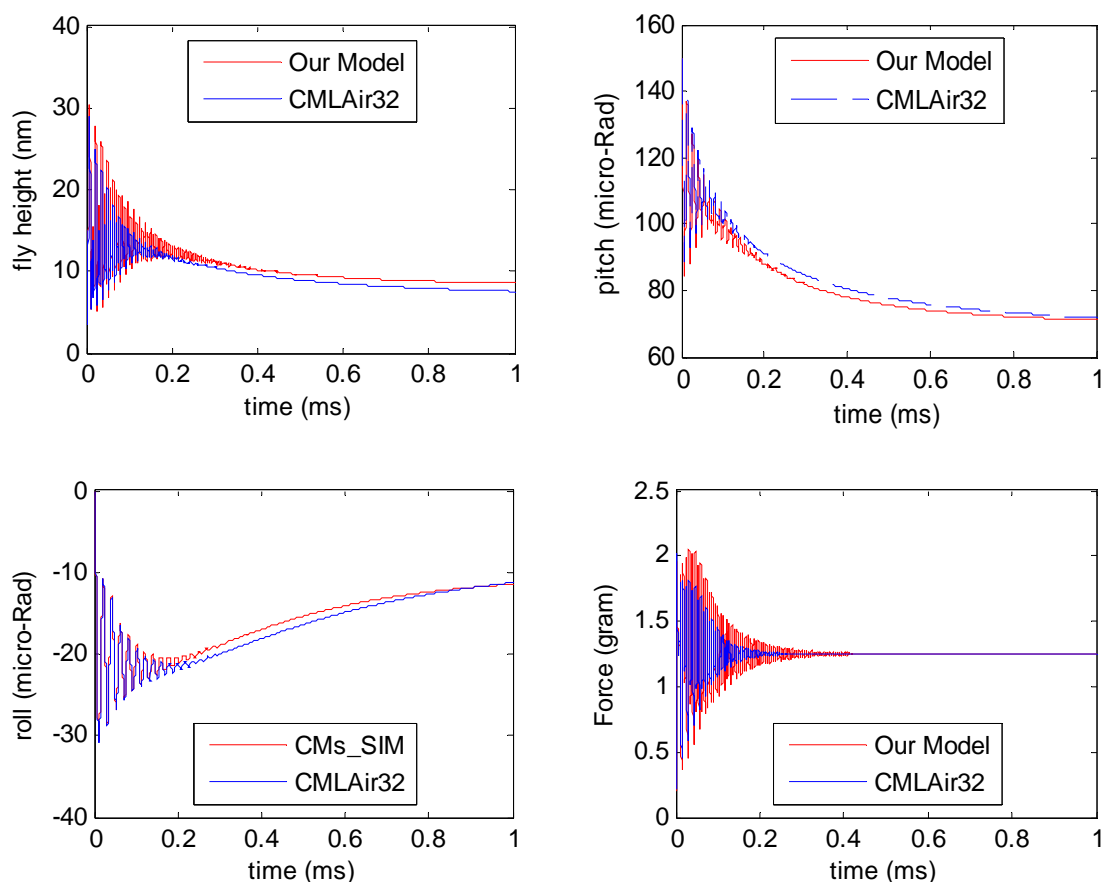 40
30
20
10
0
fly height (nm)
Our Model
CMLAir32
0 0.2 0.4 0.6 0.8 1
time (ms)
160
140
120
100
80
60
pitch (micro-Rad)
Our Model
CMLAir32
0 0.2 0.4 0.6 0.8 1
time (ms)
0
-10
-20
-30
-40
roll (micro-Rad)
CMs_SIM
CMLAir32
0 0.2 0.4 0.6 0.8 1
time (ms)
2.5
2
1.5
1
0.5
0
Force (gram)
Our Model
CMLAir32
0 0.2 0.4 0.6 0.8 1
time (ms)